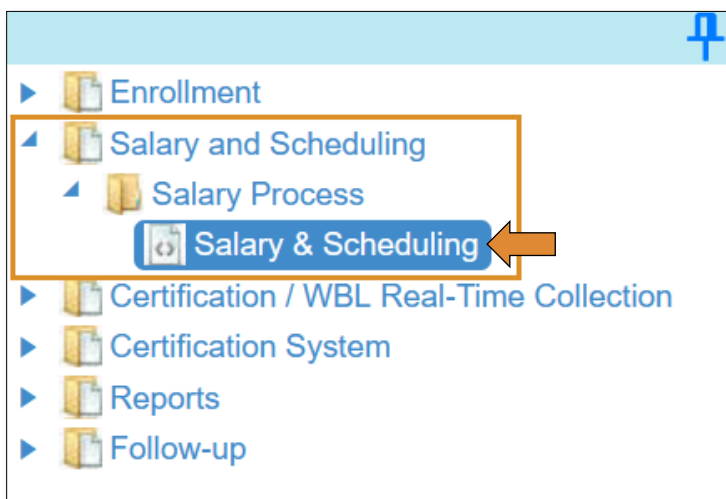 Enrollment
Salary and Scheduling
Salary Process
Salary & Scheduling
Certification / WBL Real-Time Collection
Certification System
Reports
Follow-up